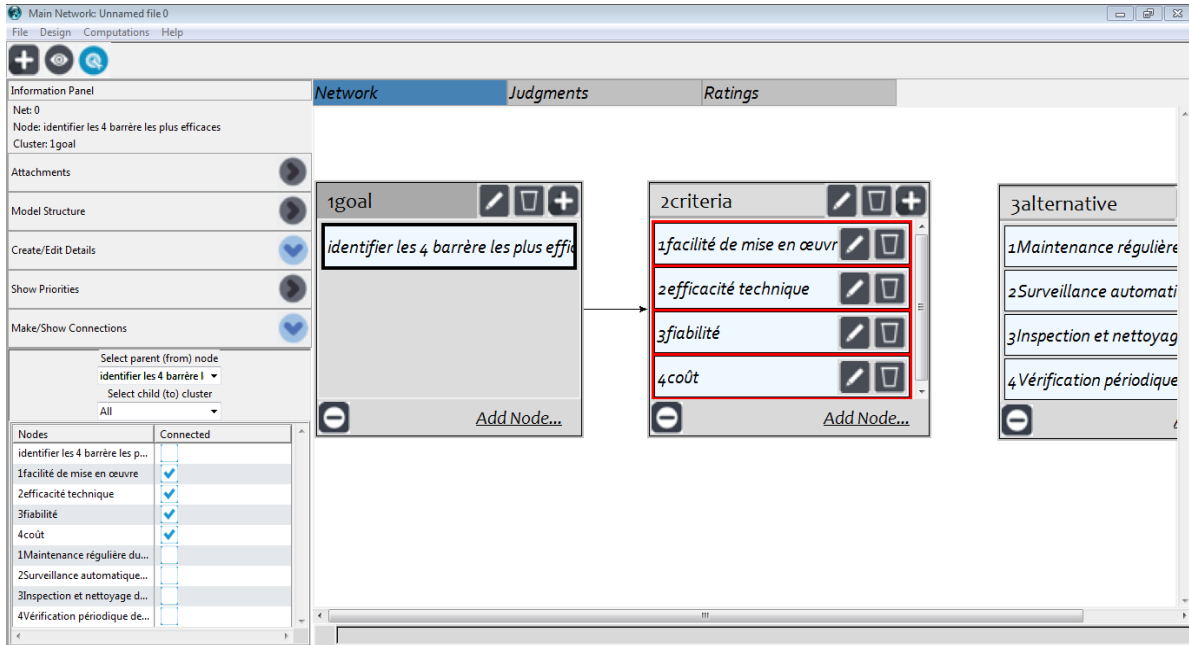 Main Network: Unnamed file 0
File Design Computations Help
Information Panel
Net: 0
Node: identifier les 4 barrère les plus efficaces
Cluster: 1goal
Attachments
Model Structure
Create/Edit Details
Show Priorities
Make/Show Connections
Select parent (from) node
identifier les 4 barrère l
Select child (to) cluster
All
Nodes Connected
identifier les 4 barrère les p...
1facilité de mise en œuvre
2efficacité technique
3fiabilité
4coût
1Maintenance régulière du...
2Surveillance automatique...
3Inspection et nettoyage d...
4Vérification périodique de...
Network Judgments Ratings
1goal
identifier les 4 barrère les plus effic
Add Node...
2criteria
1facilité de mise en œuvr
2efficacité technique
3fiabilité
4coût
Add Node...
3alternative
1Maintenance régulière
2Surveillance automati
3Inspection et nettoyag
4Vérification périodique